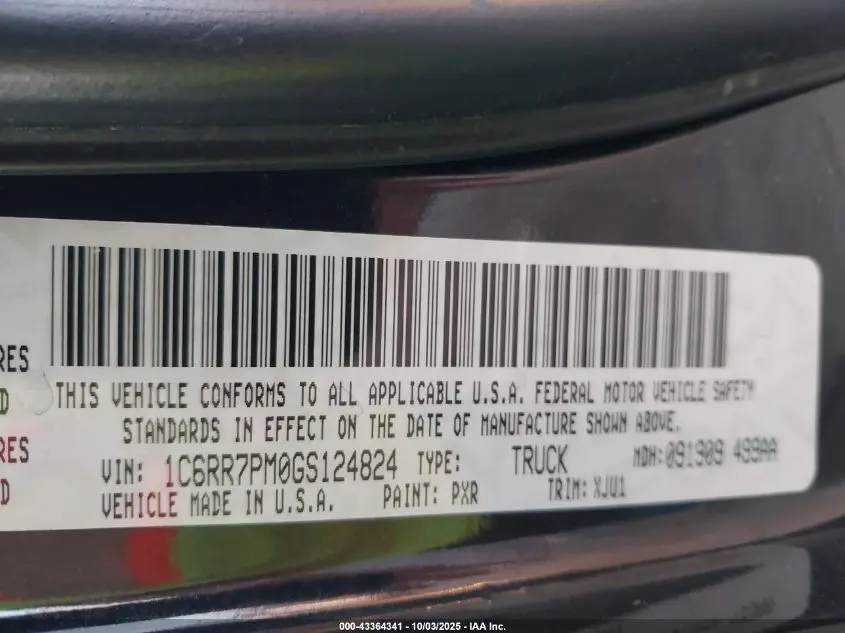 RES
D
THIS VEHICLE CONFORMS TO ALL APPLICABLE U.S.A. FEDERAL MOTOR VEHICLE SAFETY
STANDARDS IN EFFECT ON THE DATE OF MANUFACTURE SHOWN ABOVE.
RES
D
VIN: 1C6RR7PM0GS124824 TYPE: TRUCK MDH: 091909 499AA
VEHICLE MADE IN U.S.A. PAINT: PXR TRIM: XJU1
000-43364341 - 10/03/2025 - IAA Inc.